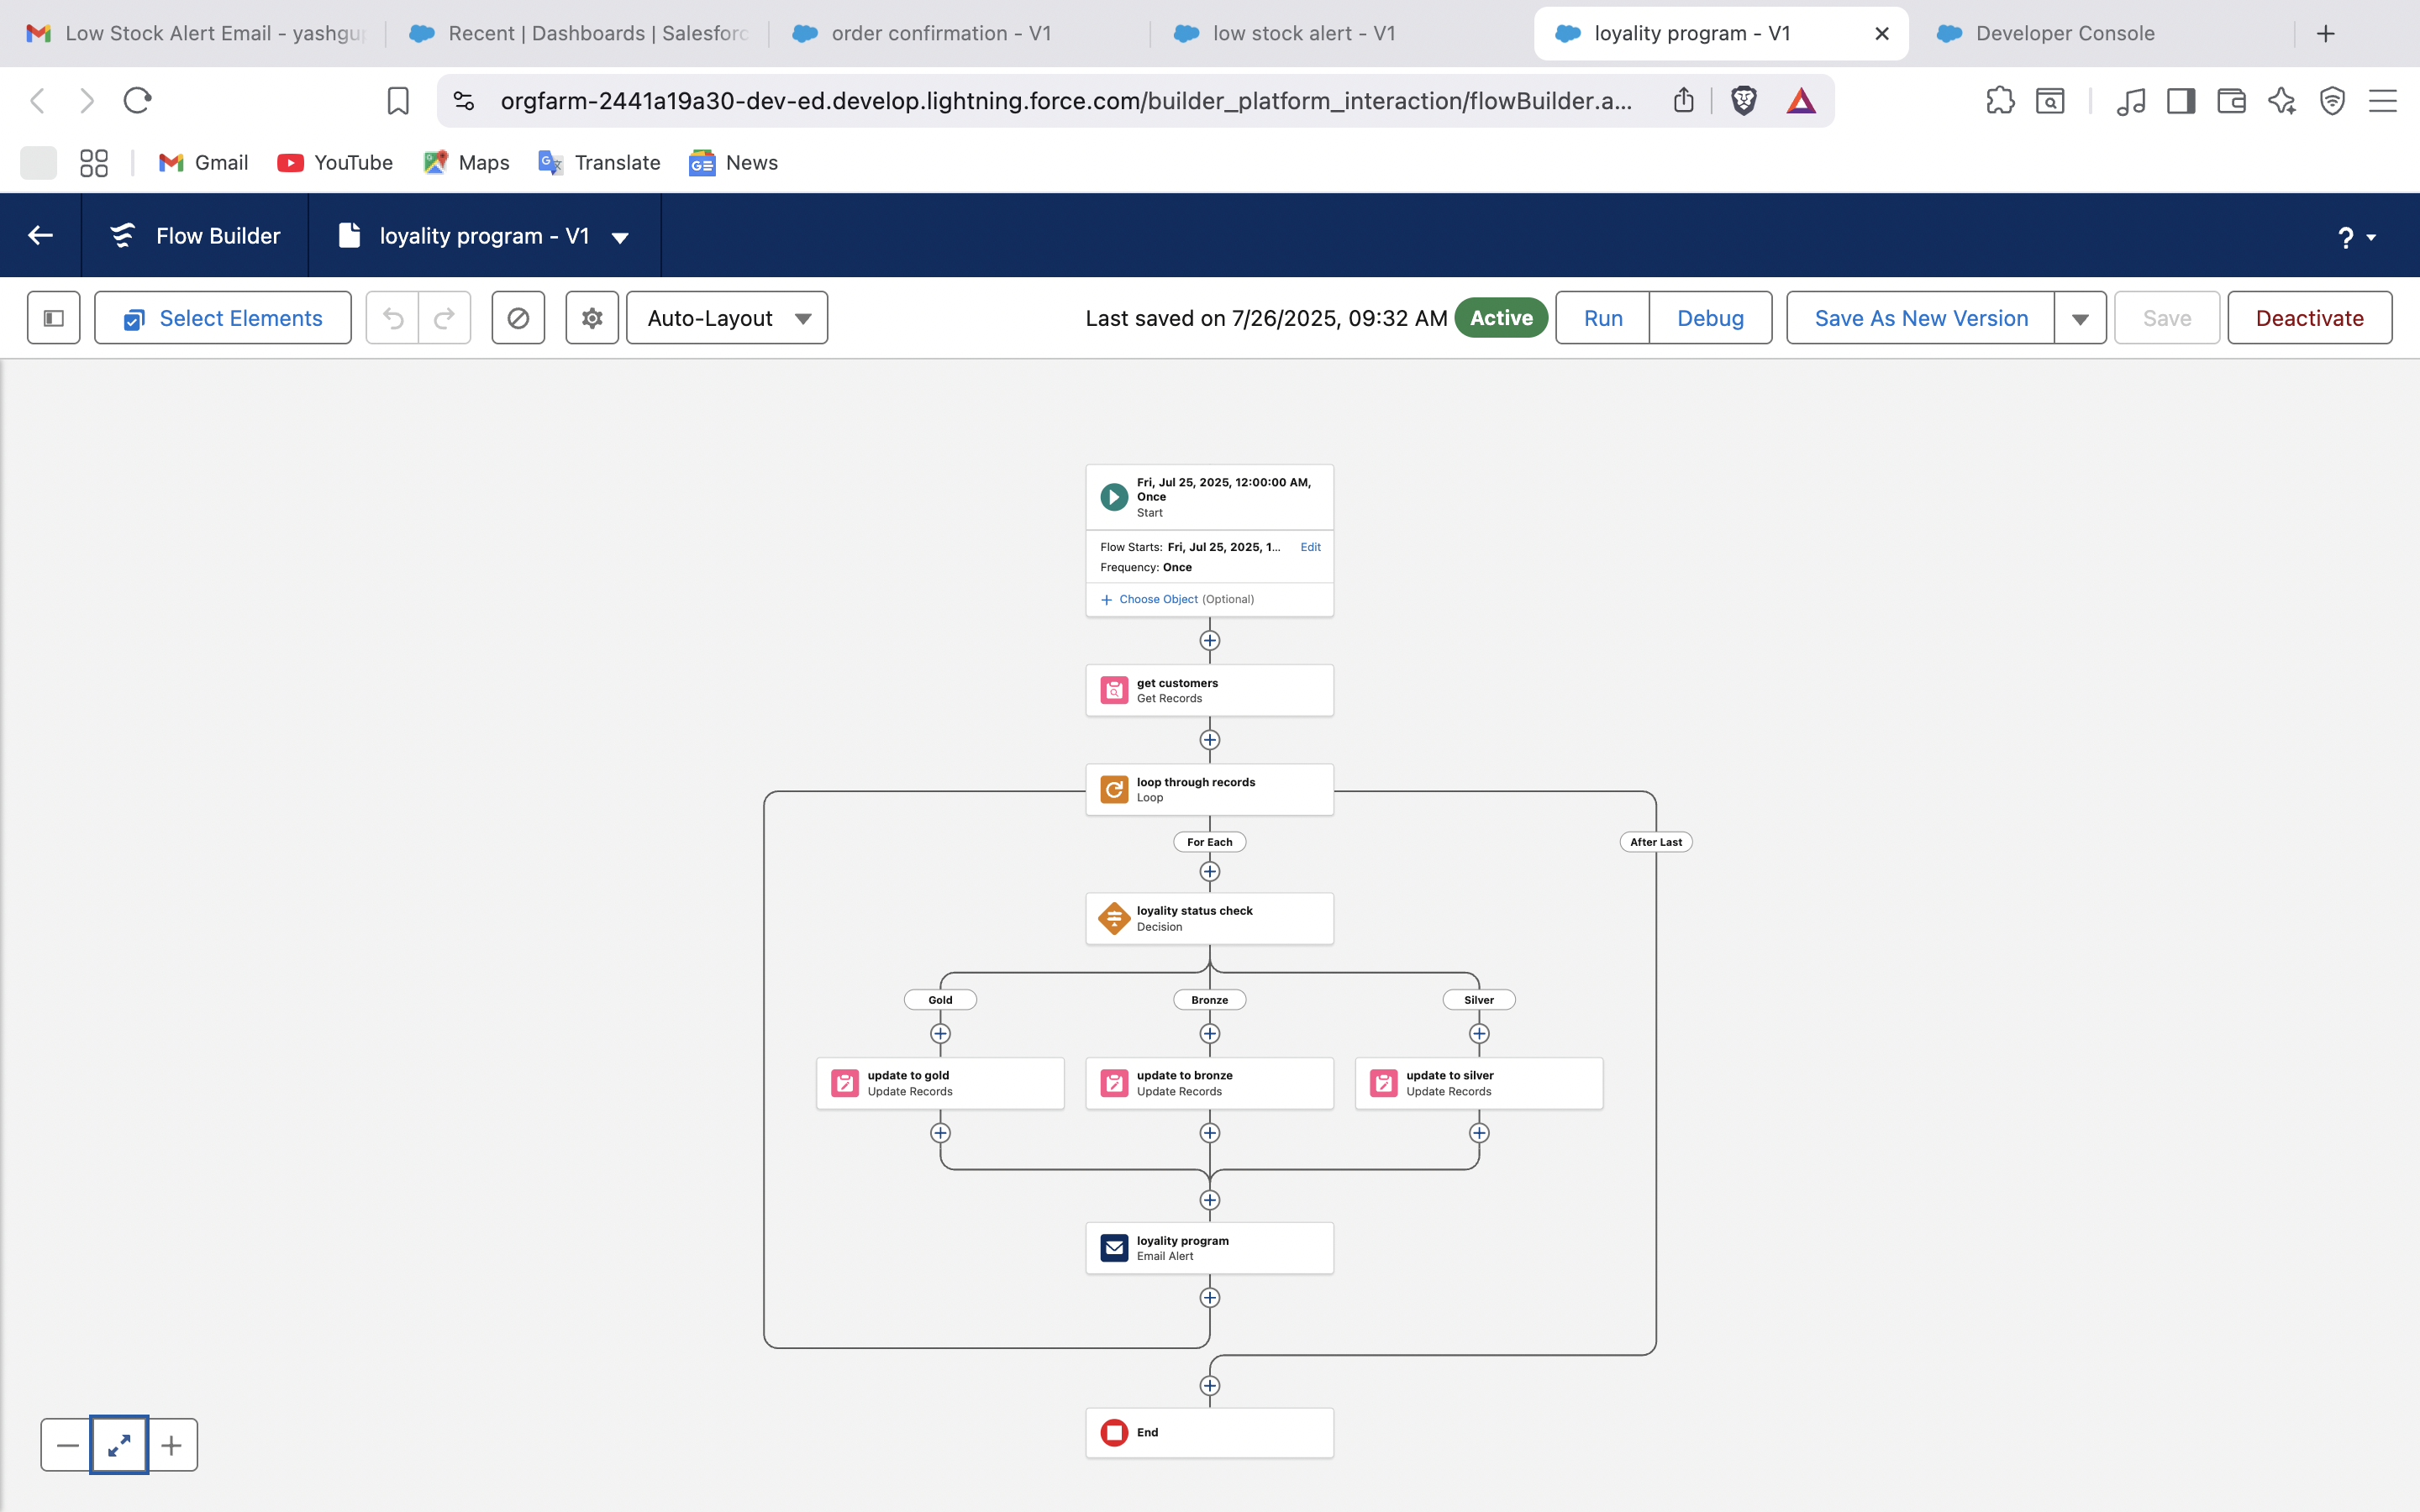 Low Stock Alert Email - yashgu
Recent | Dashboards | Salesforc
order confirmation - V1
low stock alert - V1
loyality program - V1
Developer Console
orgfarm-2441a19a30-dev-ed.develop.lightning.force.com/builder_platform_interaction/flowBuilder.a...
Gmail
YouTube
Maps
Translate
News
Flow Builder
loyality program - V1
?
Select Elements
Auto-Layout
Last saved on 7/26/2025, 09:32 AM
Active
Run
Debug
Save As New Version
Save
Deactivate
Fri, Jul 25, 2025, 12:00:00 AM,
Once
Start
Flow Starts: Fri, Jul 25, 2025, 1... Edit
Frequency: Once
Choose Object (Optional)
get customers
Get Records
loop through records
Loop
For Each
After Last
loyality status check
Decision
Gold
Bronze
Silver
update to gold
Update Records
update to bronze
Update Records
update to silver
Update Records
loyality program
Email Alert
End